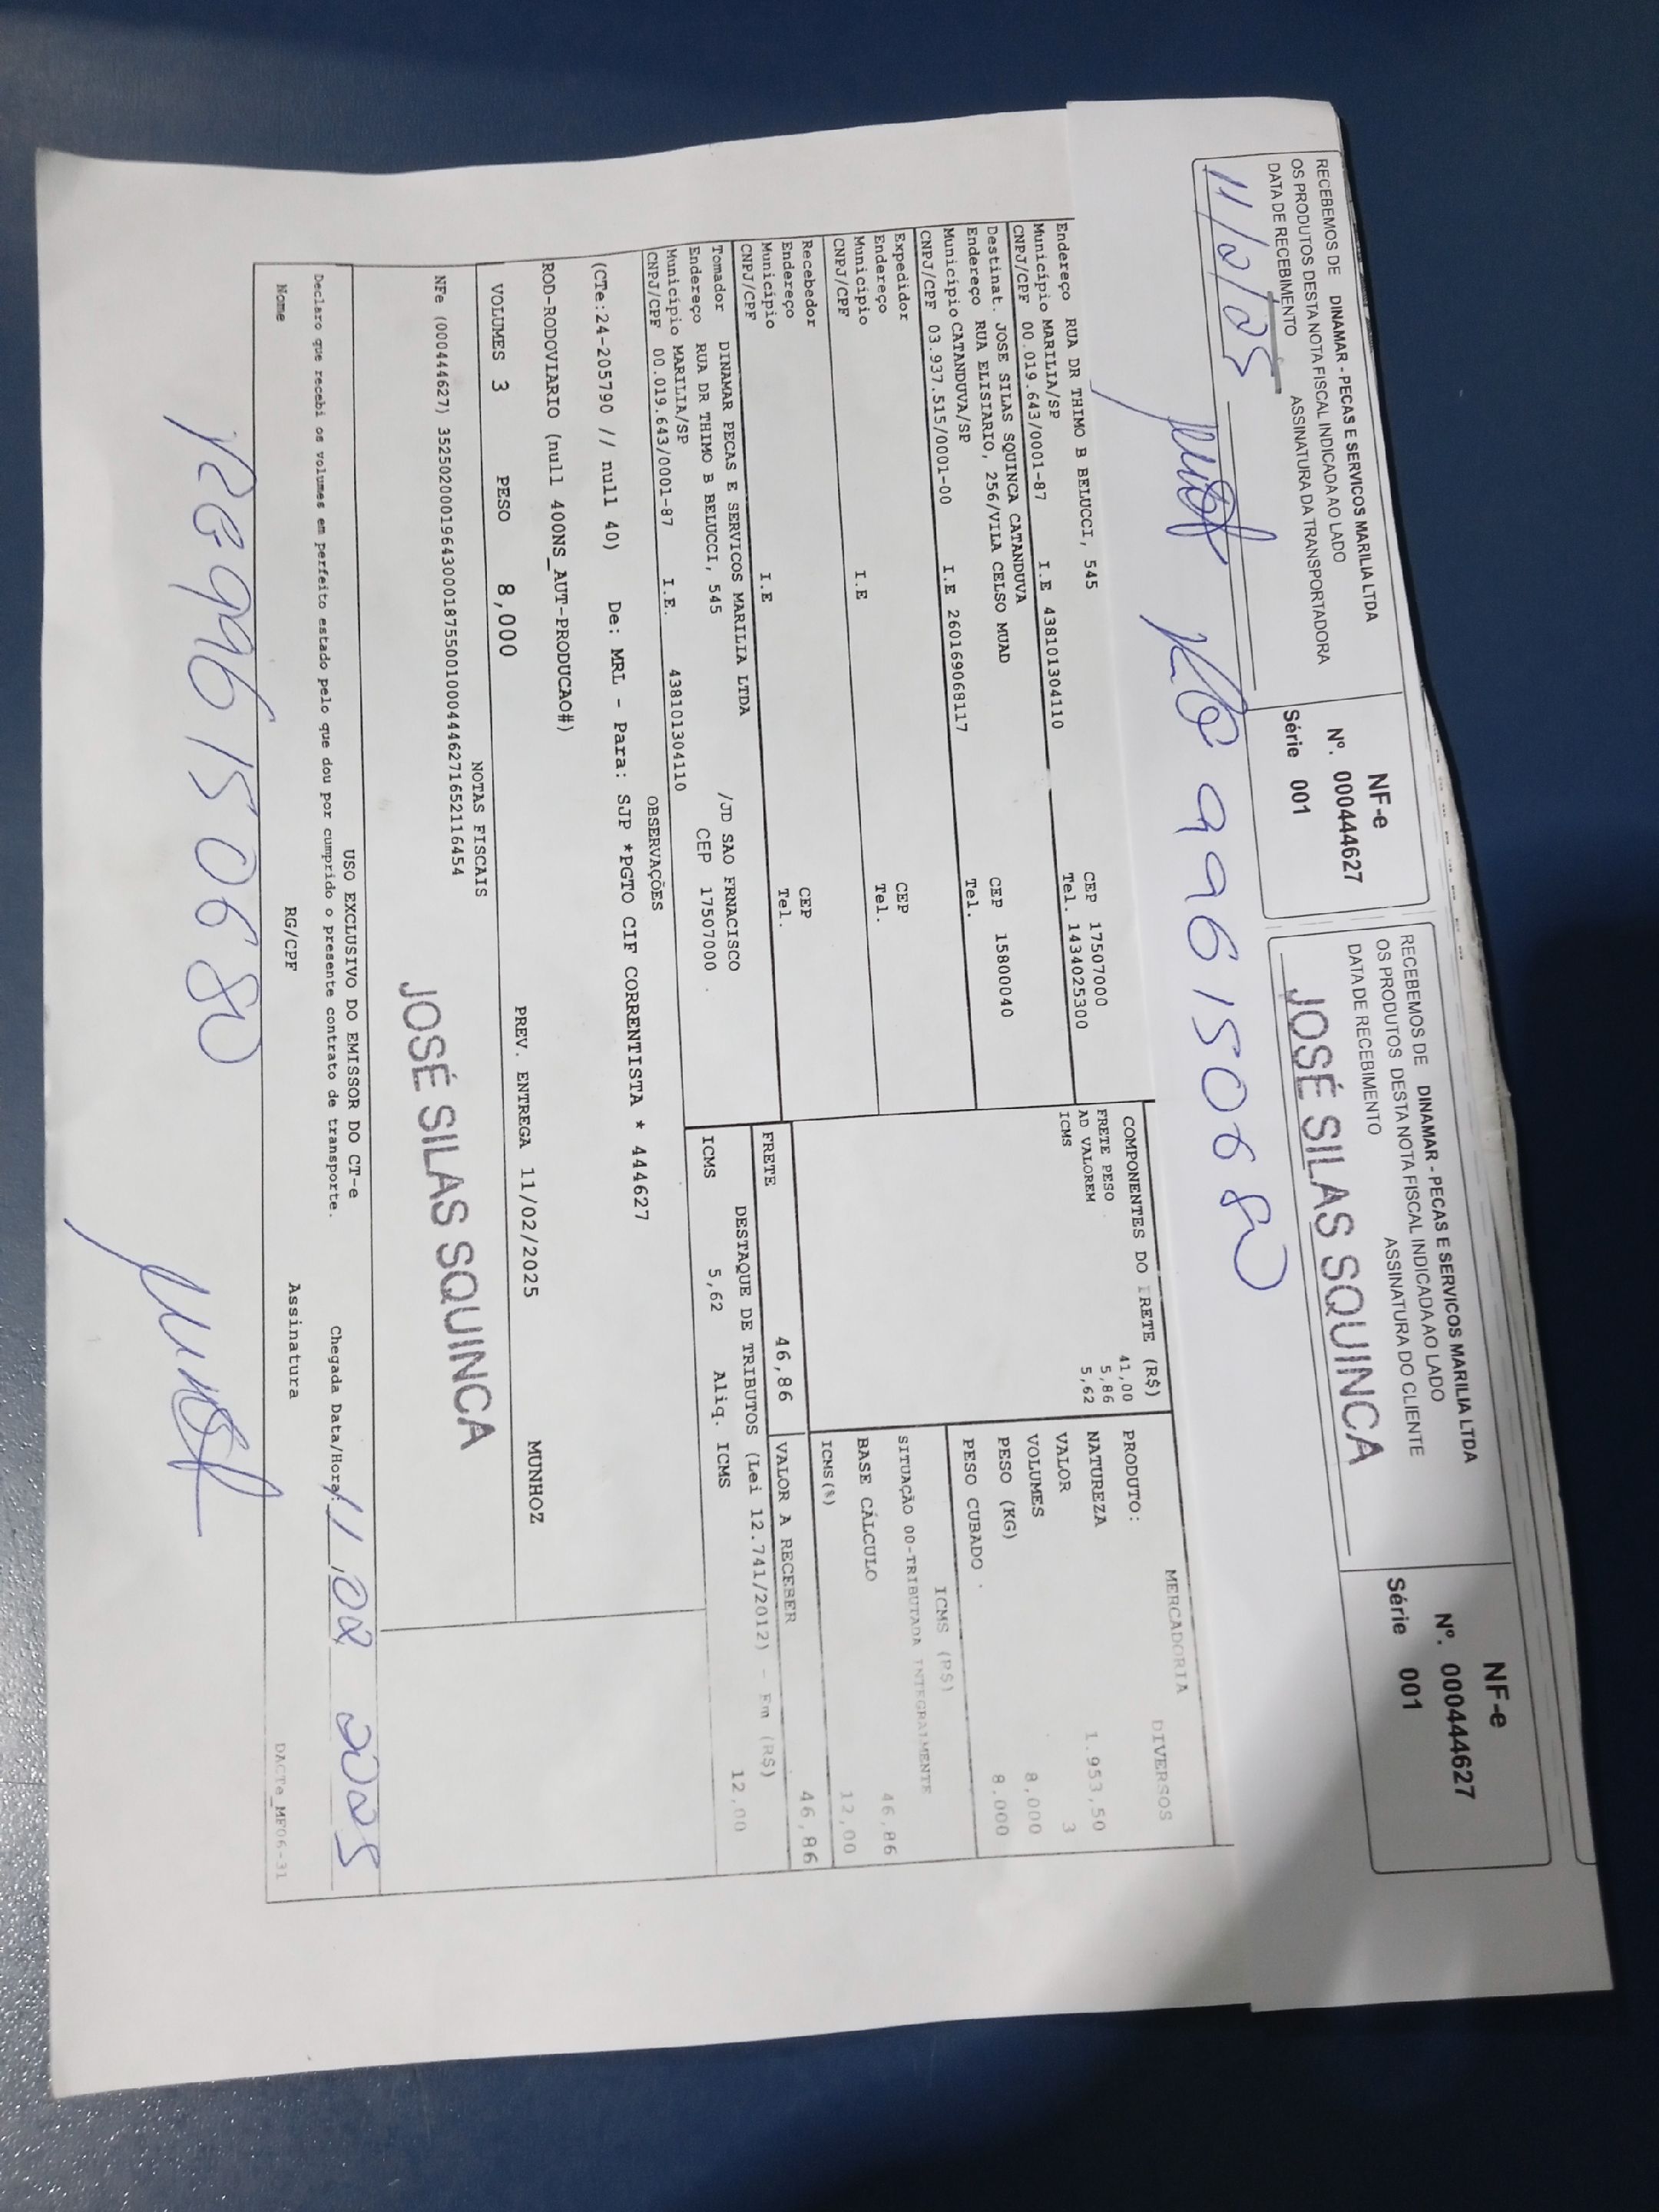 RECEBEMOS DE DINAMAR - PECAS E SERVICOS MARILIA LTDA
OS PRODUTOS DESTA NOTA FISCAL INDICADA AO LADO
DATA DE RECEBIMENTO ASSINATURA DA TRANSPORTADORA
11/2/25
NF-e
Nº. 000444627
Série 001
RECEBEMOS DE DINAMAR - PECAS E SERVICOS MARILIA LTDA
OS PRODUTOS DESTA NOTA FISCAL INDICADA AO LADO
DATA DE RECEBIMENTO ASSINATURA DO CLIENTE
JOSÉ SILAS SQUINCA
NF-e
Nº. 000444627
Série 001
RG 996150680
Endereço RUA DR THIMO B BELUCCI, 545 CEP 17507000
Município MARILIA/SP Tel. 1434025300
CNPJ/CPF 00.019.643/0001-87 I.E 438101304110
Destinat. JOSE SILAS SQUINCA CATANDUVA
Endereço RUA ELISIARIO, 256/VILA CELSO MUAD CEP 15800040
Município CATANDUVA/SP Tel.
CNPJ/CPF 03.937.515/0001-00 I.E 260169068117
Expedidor
Endereço CEP
Município Tel.
CNPJ/CPF I.E
Recebedor
Endereço CEP
Município Tel.
CNPJ/CPF I.E
Tomador DINAMAR PECAS E SERVICOS MARILIA LTDA
Endereço RUA DR THIMO B BELUCCI, 545 /JD SAO FRNACISCO
Município MARILIA/SP CEP 17507000
CNPJ/CPF 00.019.643/0001-87 I.E. 438101304110
COMPONENTES DO FRETE (R$)
FRETE PESO 41,00
AD VALOREM 5,86
ICMS 5,62
MERCADORIA
PRODUTO: DIVERSOS
NATUREZA
VALOR 1.953,50
VOLUMES 3
PESO (KG) 8,000
PESO CUBADO 8.000
ICMS (R$)
SITUAÇÃO 00-TRIBUTADA INTEGRALMENTE
BASE CÁLCULO 46,86
ICMS(%) 12,00
FRETE 46,86 VALOR A RECEBER 46,86
DESTAQUE DE TRIBUTOS (Lei 12.741/2012) - Em (R$)
ICMS 5,62 Aliq. ICMS 12,00
OBSERVAÇÕES
(CTe:24-205790 // null 40) De: MRL - Para: SJP *PGTO CIF CORRENTISTA * 444627
ROD-RODOVIARIO (null 400NS_AUT-PRODUCAO#)
VOLUMES 3 PESO 8,000 PREV. ENTREGA 11/02/2025 MUNHOZ
NOTAS FISCAIS
NFe (000444627) 35250200019643000187550010004446271652116454
JOSÉ SILAS SQUINCA
USO EXCLUSIVO DO EMISSOR DO CT-e
Declaro que recebi os volumes em perfeito estado pelo que dou por cumprido o presente contrato de transporte. Chegada Data/Hora: 11 02 2025
Nome RG/CPF Assinatura
DACTe_MF06-31
RG 996150680